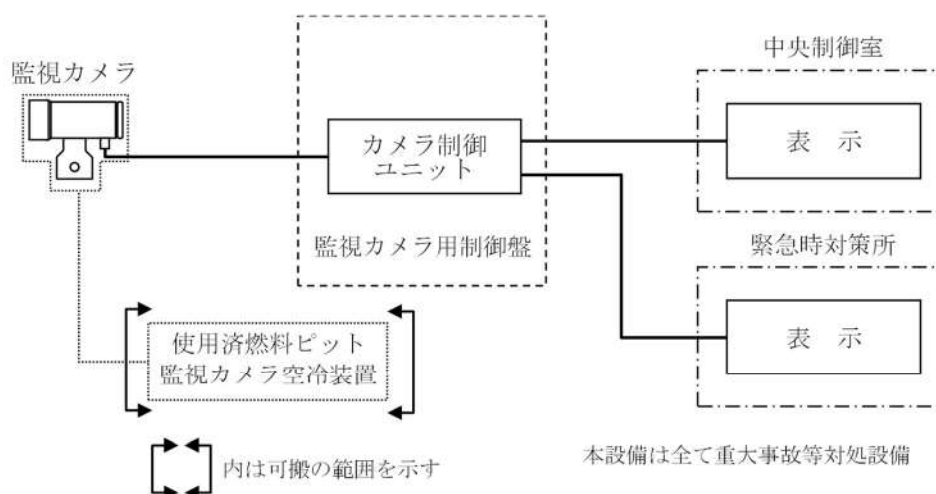 中央制御室
監視カメラ
表 示
カメラ制御
ユニット
監視カメラ用制御盤
緊急時対策所
表 示
使用済燃料ピット
監視カメラ空冷装置
内は可搬の範囲を示す
本設備は全て重大事故等対処設備